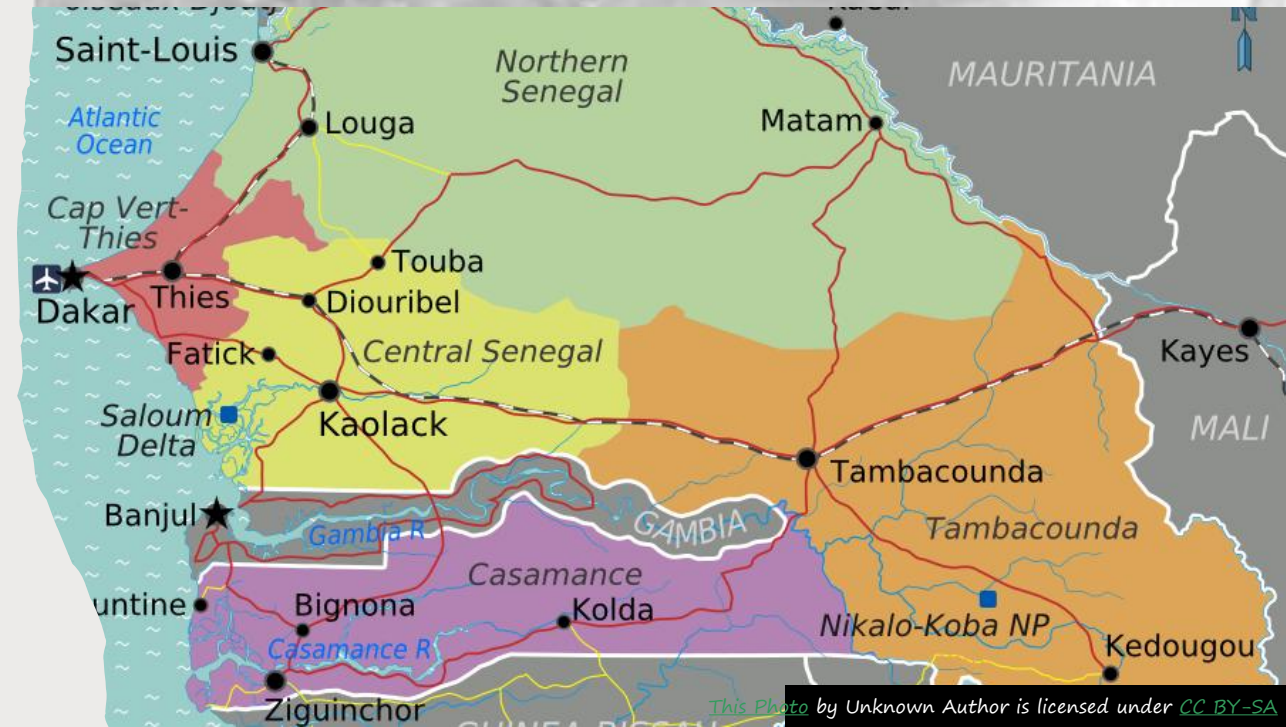 Saint-Louis
Northern
Senegal
MAURITANIA
N
Atlantic
Ocean
Louga
Matam
Cap Vert-
Thies
Touba
Dakar
Thies
Diouribel
Fatick
Central Senegal
Kayes
Saloum
Delta
Kaolack
MALI
Tambacounda
Banjul
Gambia R
GAMBIA
Tambacounda
Casamance
untine
Bignona
Kolda
Nikalo-Koba NP
Casamance R
Kedougou
Ziguinchor
This Photo by Unknown Author is licensed under CC BY-SA